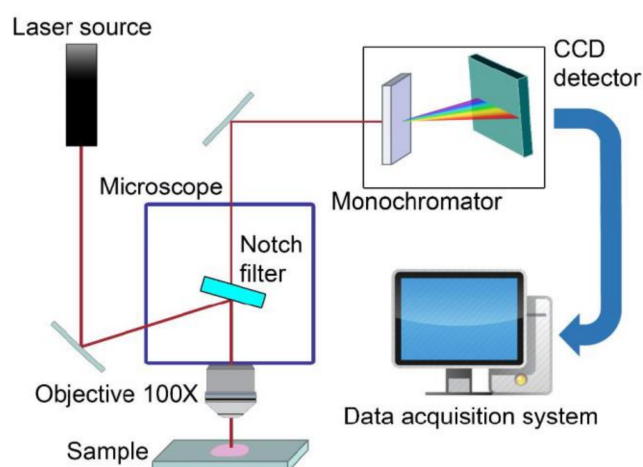 Laser source
CCD
detector
Microscope
Monochromator
Notch
filter
Objective 100X
Data acquisition system
Sample